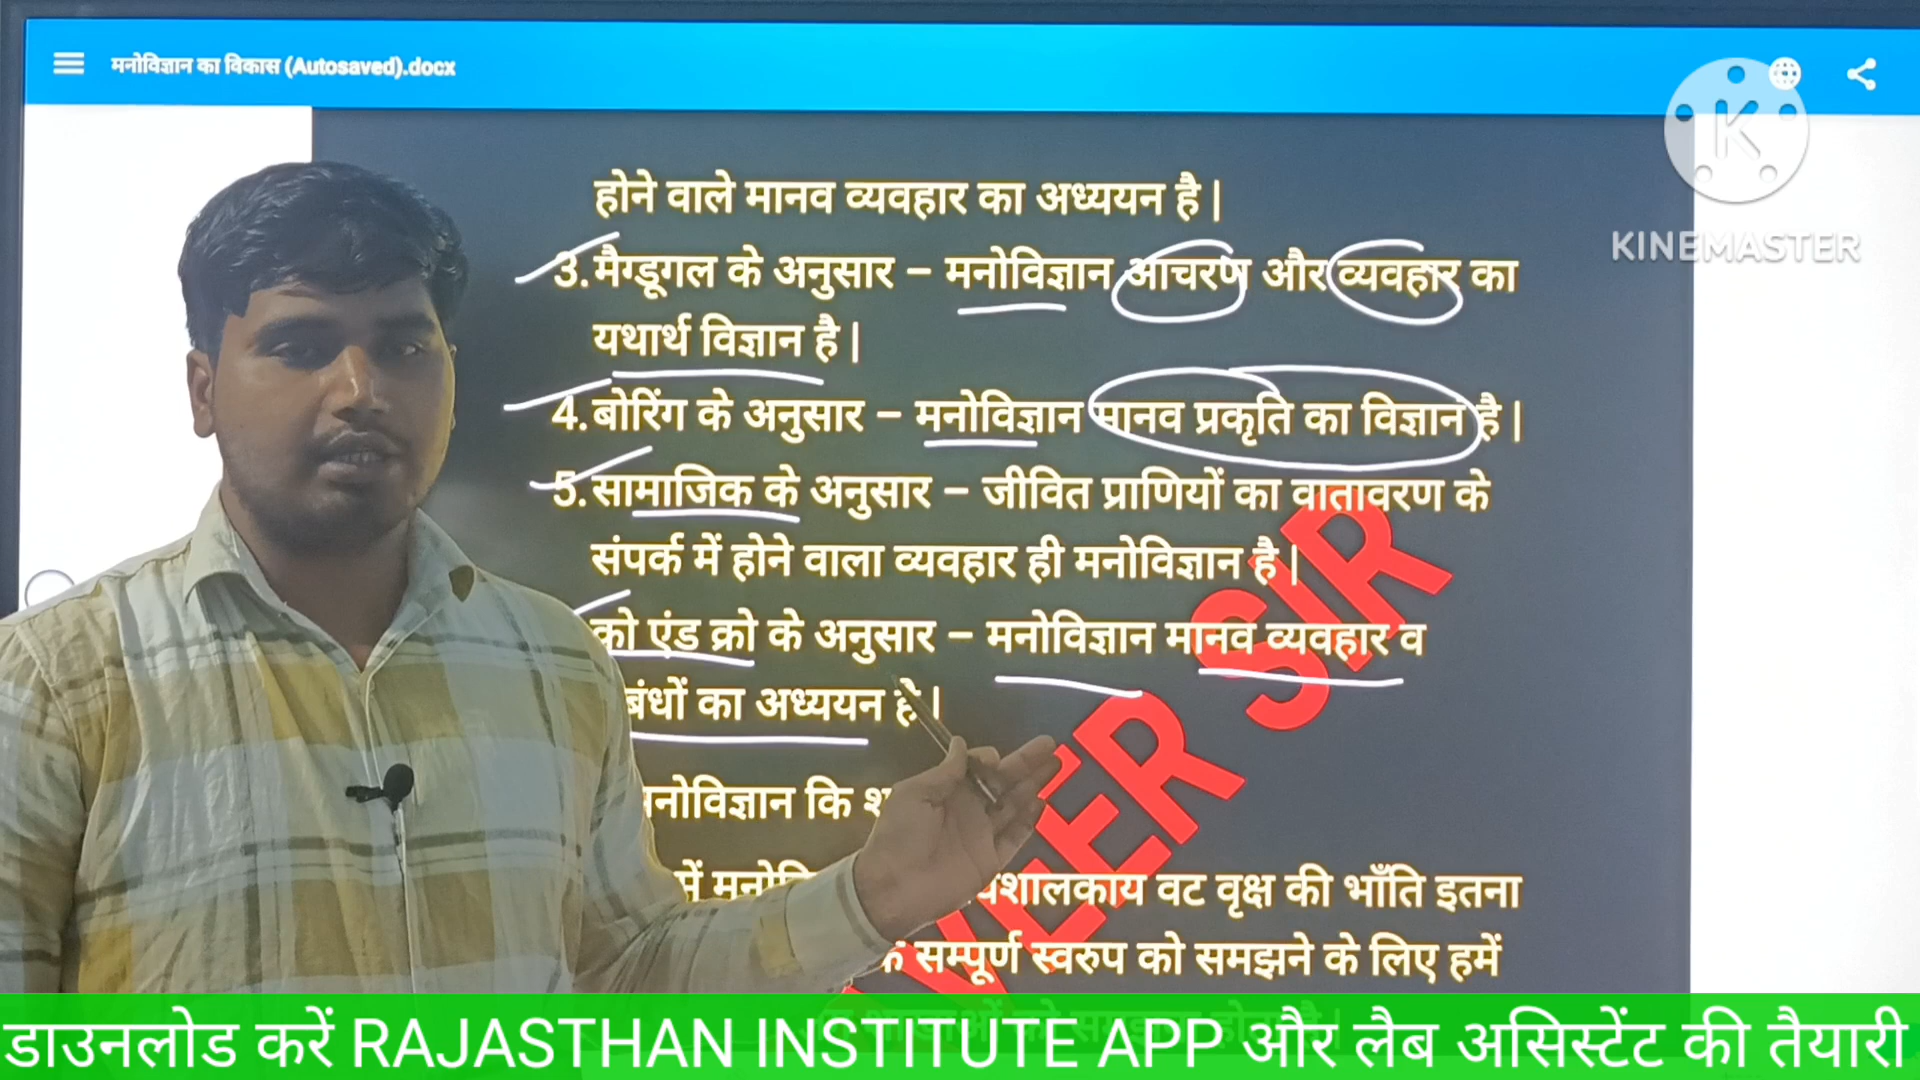 मनोविज्ञान का विकास (Autosaved).docx
KINEMASTER
होने वाले मानव व्यवहार का अध्ययन है |
3. मैग्डूगल के अनुसार – मनोविज्ञान आचरण और व्यवहार का
यथार्थ विज्ञान है |
4. बोरिंग के अनुसार – मनोविज्ञान मानव प्रकृति का विज्ञान है |
5. सामाजिक के अनुसार – जीवित प्राणियों का वातावरण के
संपर्क में होने वाला व्यवहार ही मनोविज्ञान है |
क्रो एंड क्रो के अनुसार – मनोविज्ञान मानव व्यवहार व
का अध्ययन है |
कि
में वट वृक्ष की भाँति इतना
सम्पूर्ण स्वरुप को समझने के लिए हमें
VEER SIR
डाउनलोड करें RAJASTHAN INSTITUTE APP और लैब असिस्टेंट की तैयारी